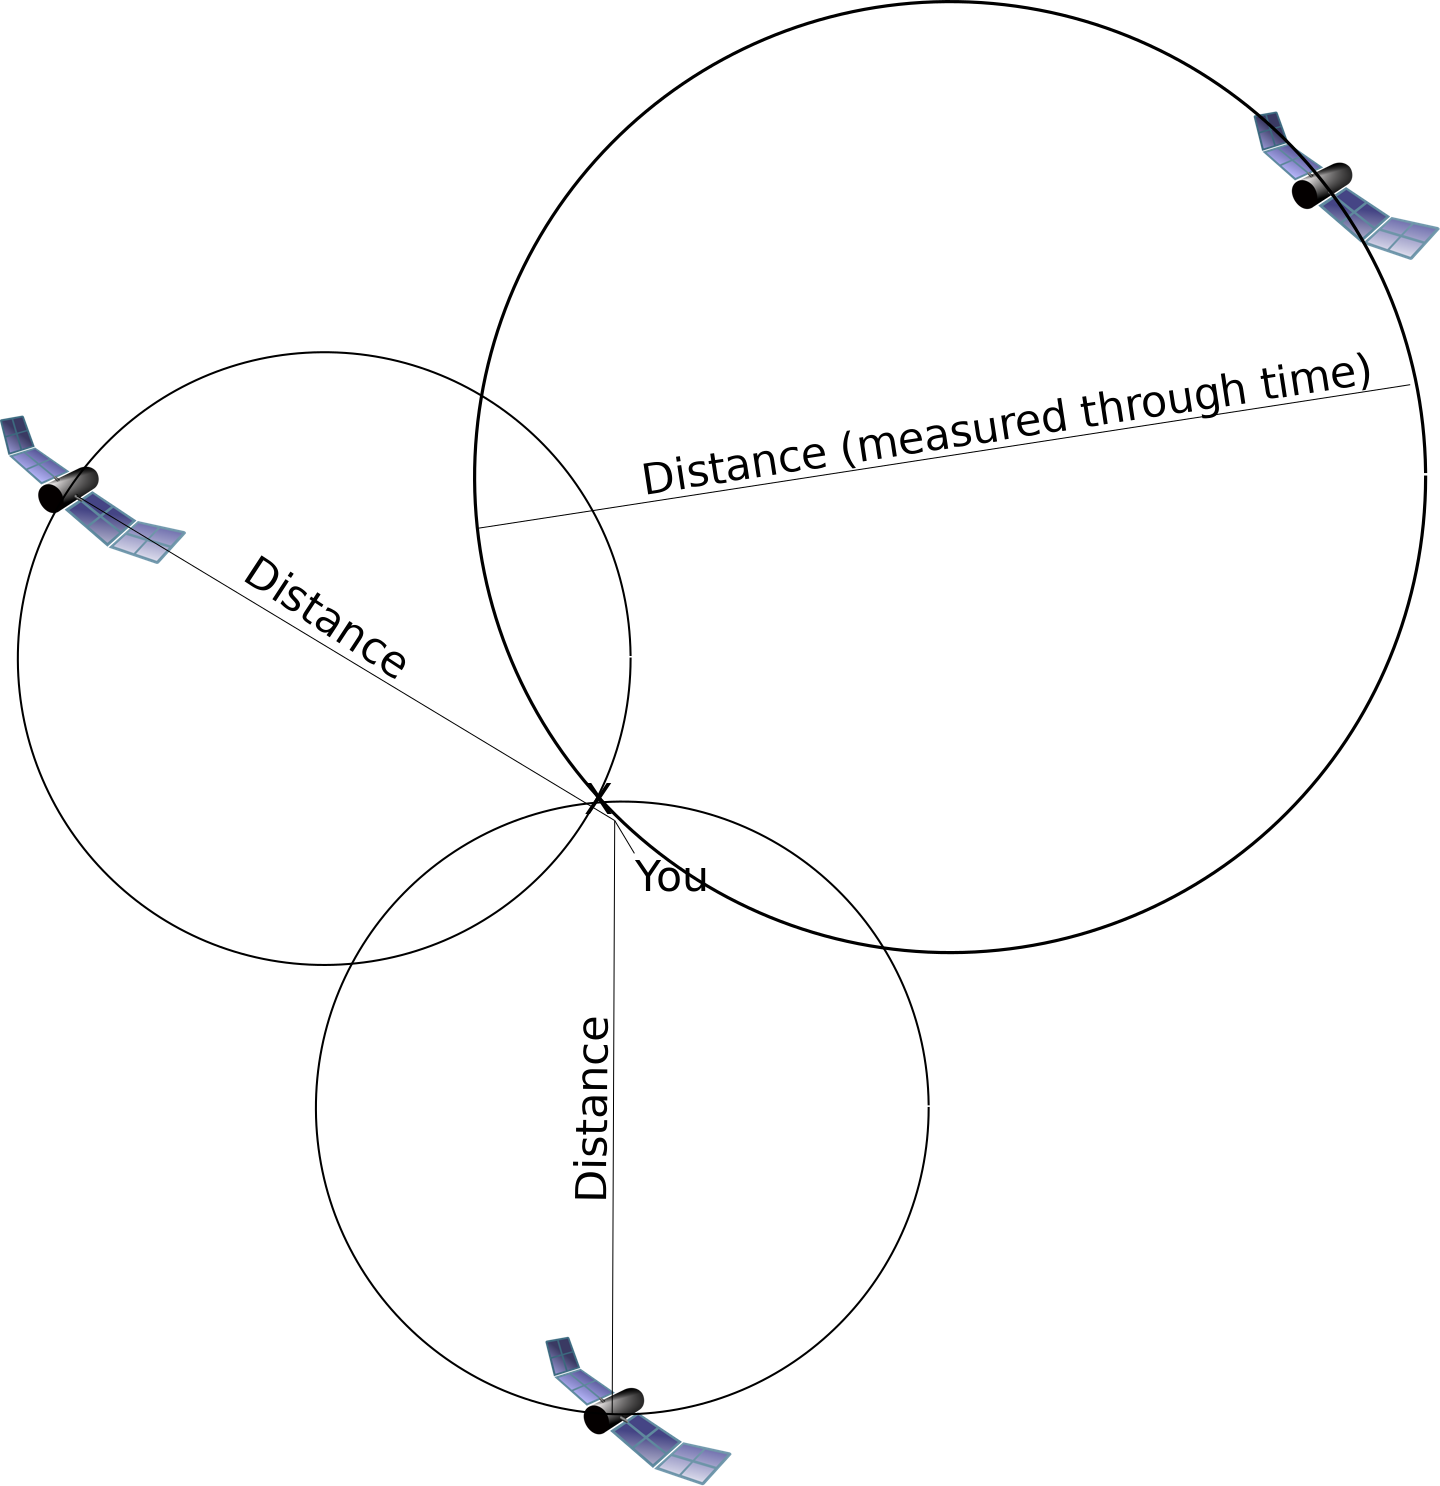 Distance (measured through time)
Distance
X
You
Distance